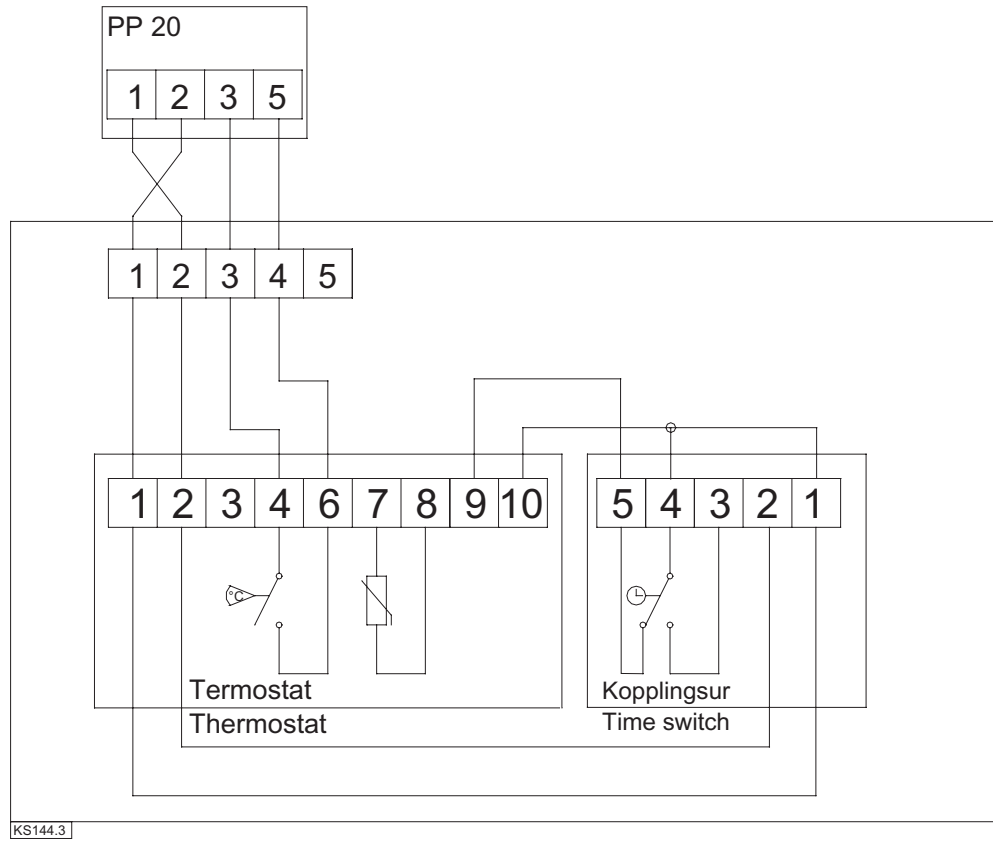 PP 20
1 2 3 5
1 2 3 4 5
1 2 3 4 6 7 8 9 10
5 4 3 2 1
°C
Termostat
Thermostat
Kopplingsur
Time switch
KS144.3